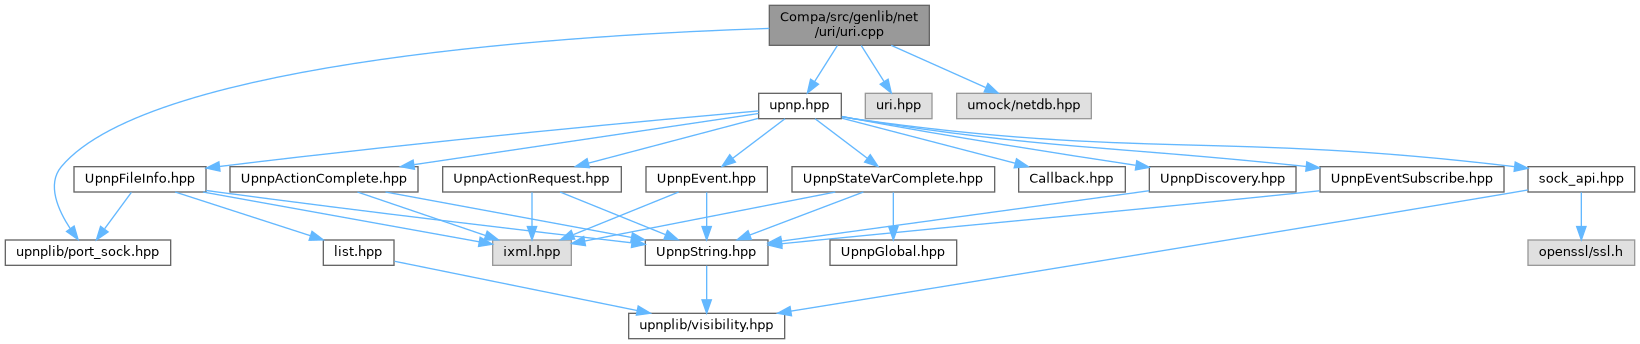 Compa/src/genlib/net
/uri/uri.cpp
upnp.hpp
uri.hpp
umock/netdb.hpp
UpnpFileInfo.hpp
UpnpActionComplete.hpp
UpnpActionRequest.hpp
UpnpEvent.hpp
UpnpStateVarComplete.hpp
Callback.hpp
UpnpDiscovery.hpp
UpnpEventSubscribe.hpp
sock_api.hpp
upnplib/port_sock.hpp
list.hpp
ixml.hpp
UpnpString.hpp
UpnpGlobal.hpp
openssl/ssl.h
upnplib/visibility.hpp